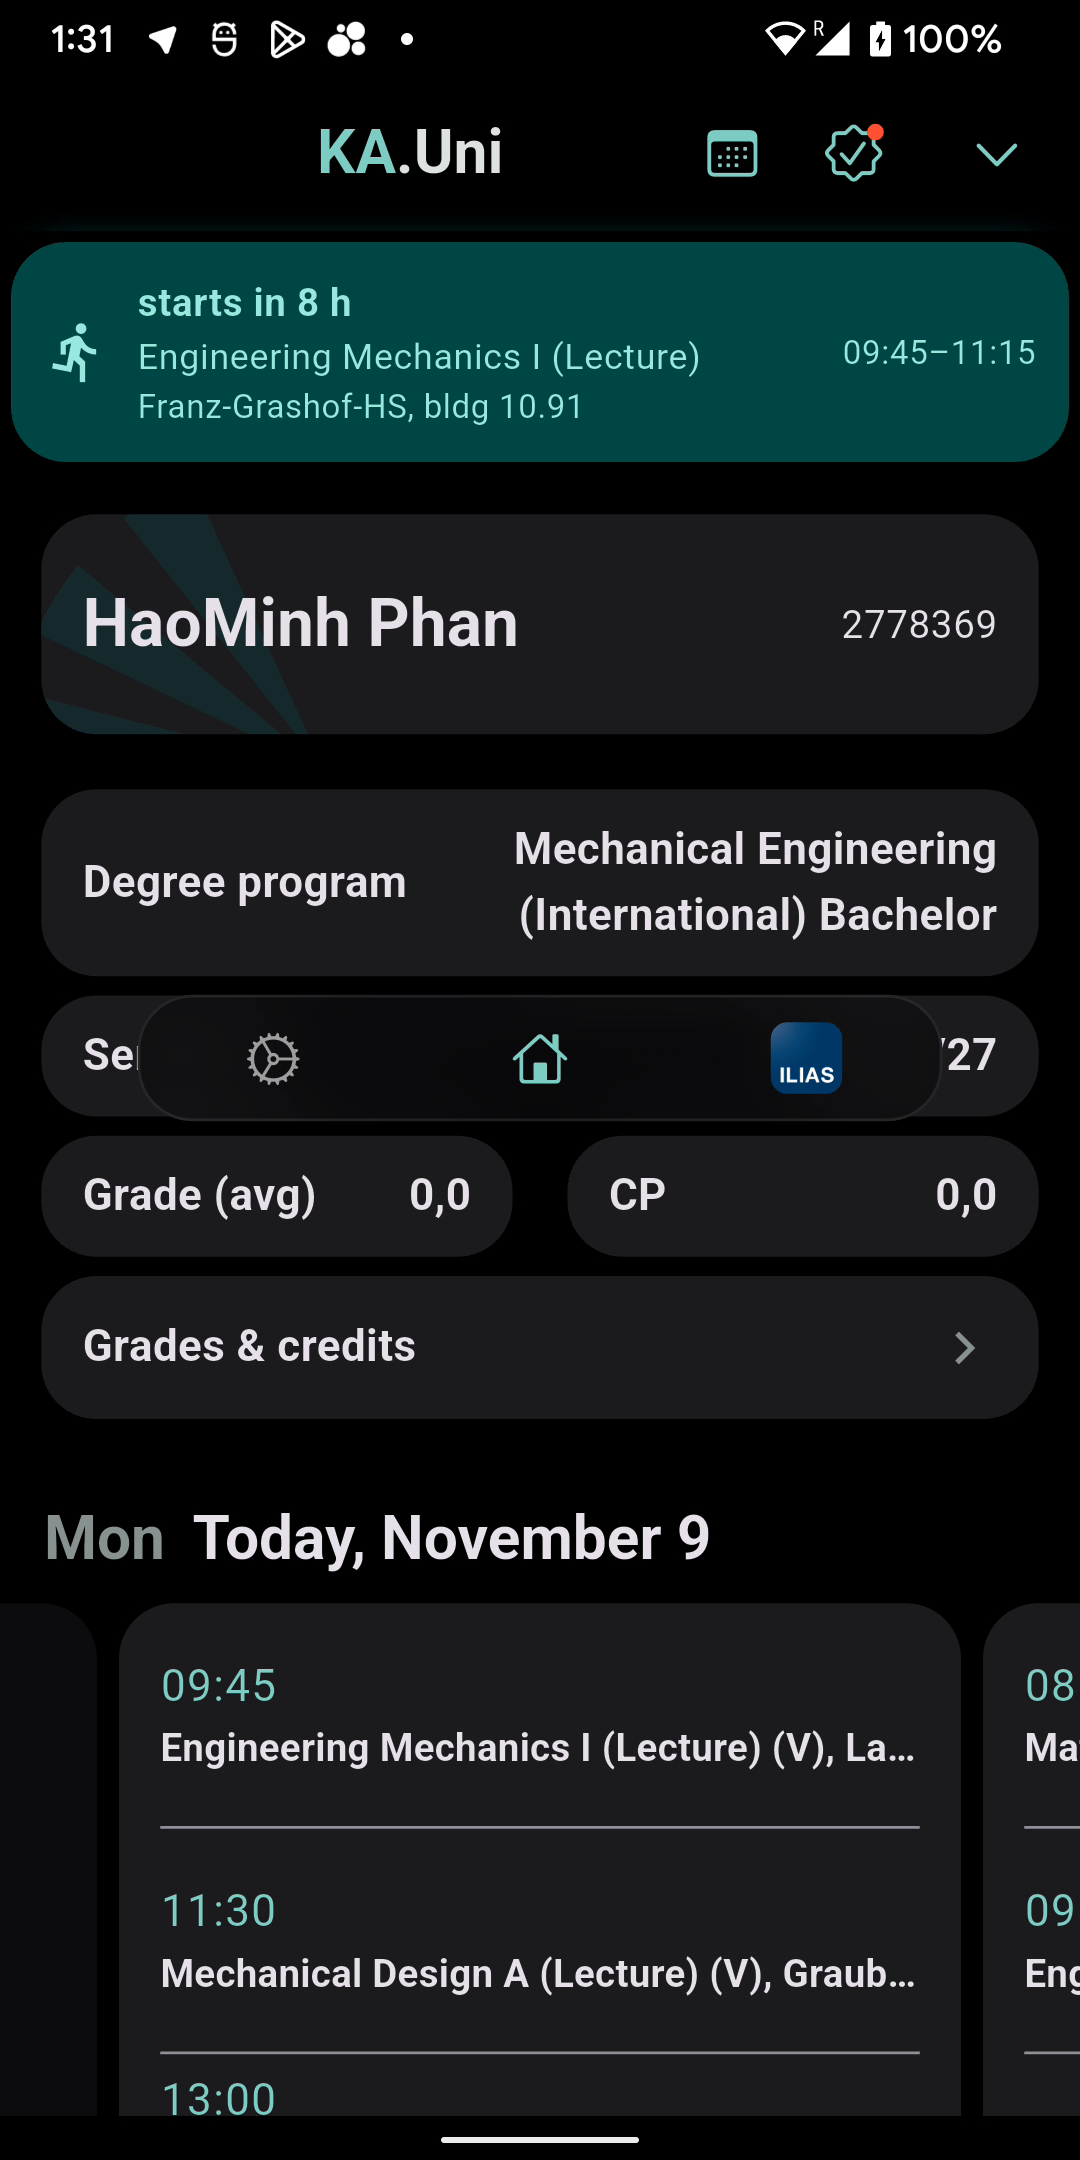 1:31 R 100%
KA.Uni
starts in 8 h
Engineering Mechanics I (Lecture) 09:45–11:15
Franz-Grashof-HS, bldg 10.91
HaoMinh Phan 2778369
Degree program Mechanical Engineering
(International) Bachelor
ILIAS
/27
Grade (avg) 0,0 CP 0,0
Grades & credits
Mon Today, November 9
09:45 08
Engineering Mechanics I (Lecture) (V), La...
11:30 09
Mechanical Design A (Lecture) (V), Graub...
13:00